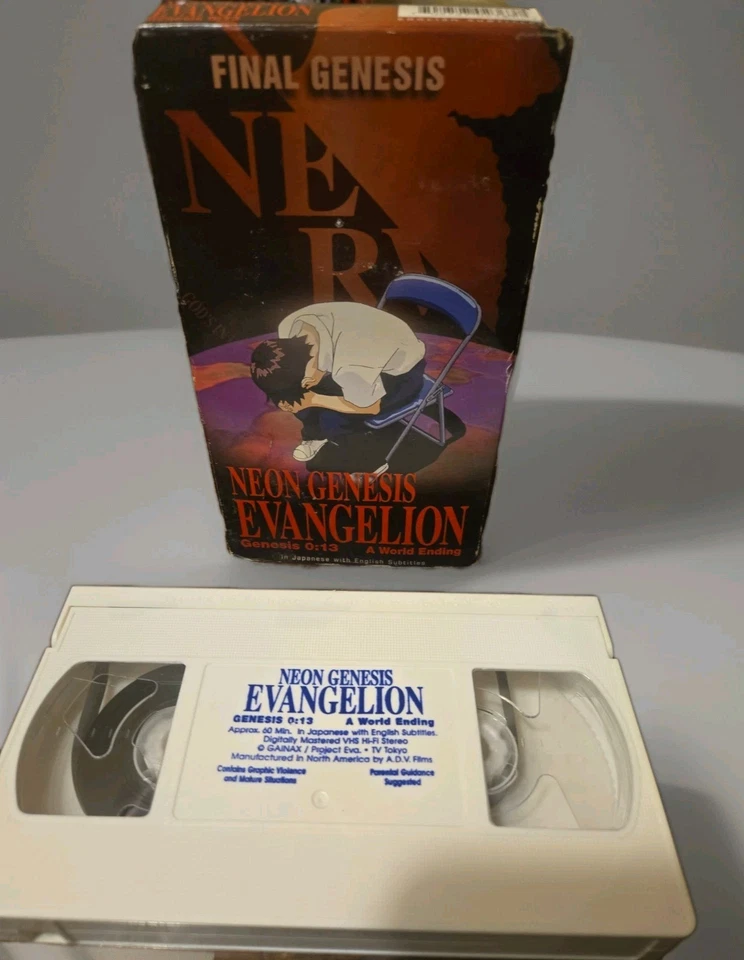 EVANGELION
FINAL GENESIS
NE
R
GOD'S IN
NEON GENESIS
EVANGELION
Genesis 0:13 A World Ending
in Japanese with English Subtitles
NEON GENESIS
EVANGELION
GENESIS 0:13 A World Ending
Approx. 60 Min. In Japanese with English Subtitles.
Digitally Mastered VHS Hi-Fi Stereo
© GAINAX / Project Eva. • TV Tokyo
Manufactured in North America by A.D.V. Films
Contains Graphic Violence Parental Guidance
and Mature Situations Suggested